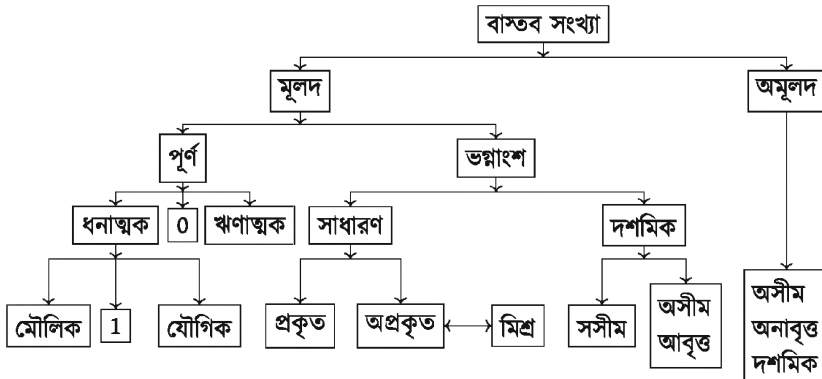 বাস্তব সংখ্যা
মূলদ
অমূলদ
পূর্ণ
ভগ্নাংশ
ধনাত্মক
0
ঋণাত্মক
সাধারণ
দশমিক
মৌলিক
1
যৌগিক
প্রকৃত
অপ্রকৃত
মিশ্র
সসীম
অসীম
আবৃত্ত
অসীম
অনাবৃত্ত
দশমিক